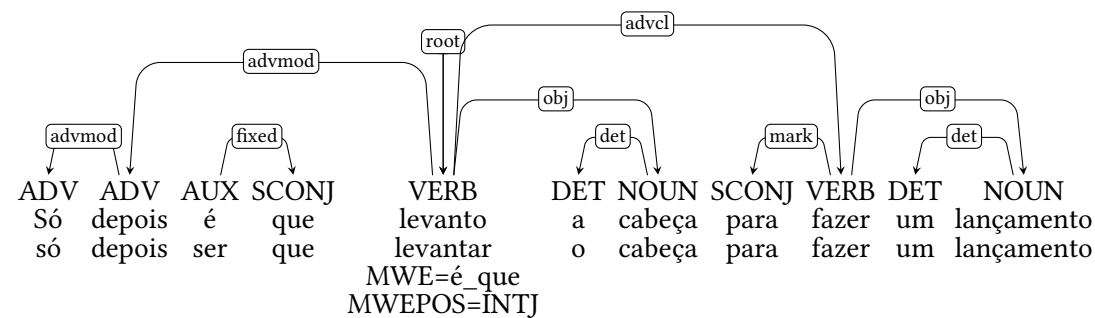 advcl
root
advmod
obj obj
advmod fixed det mark det
ADV ADV AUX SCONJ VERB DET NOUN SCONJ VERB DET NOUN
Só depois é que levanto a cabeça para fazer um lançamento
só depois ser que levantar o cabeça para fazer um lançamento
MWE=é_que
MWEPOS=INTJ